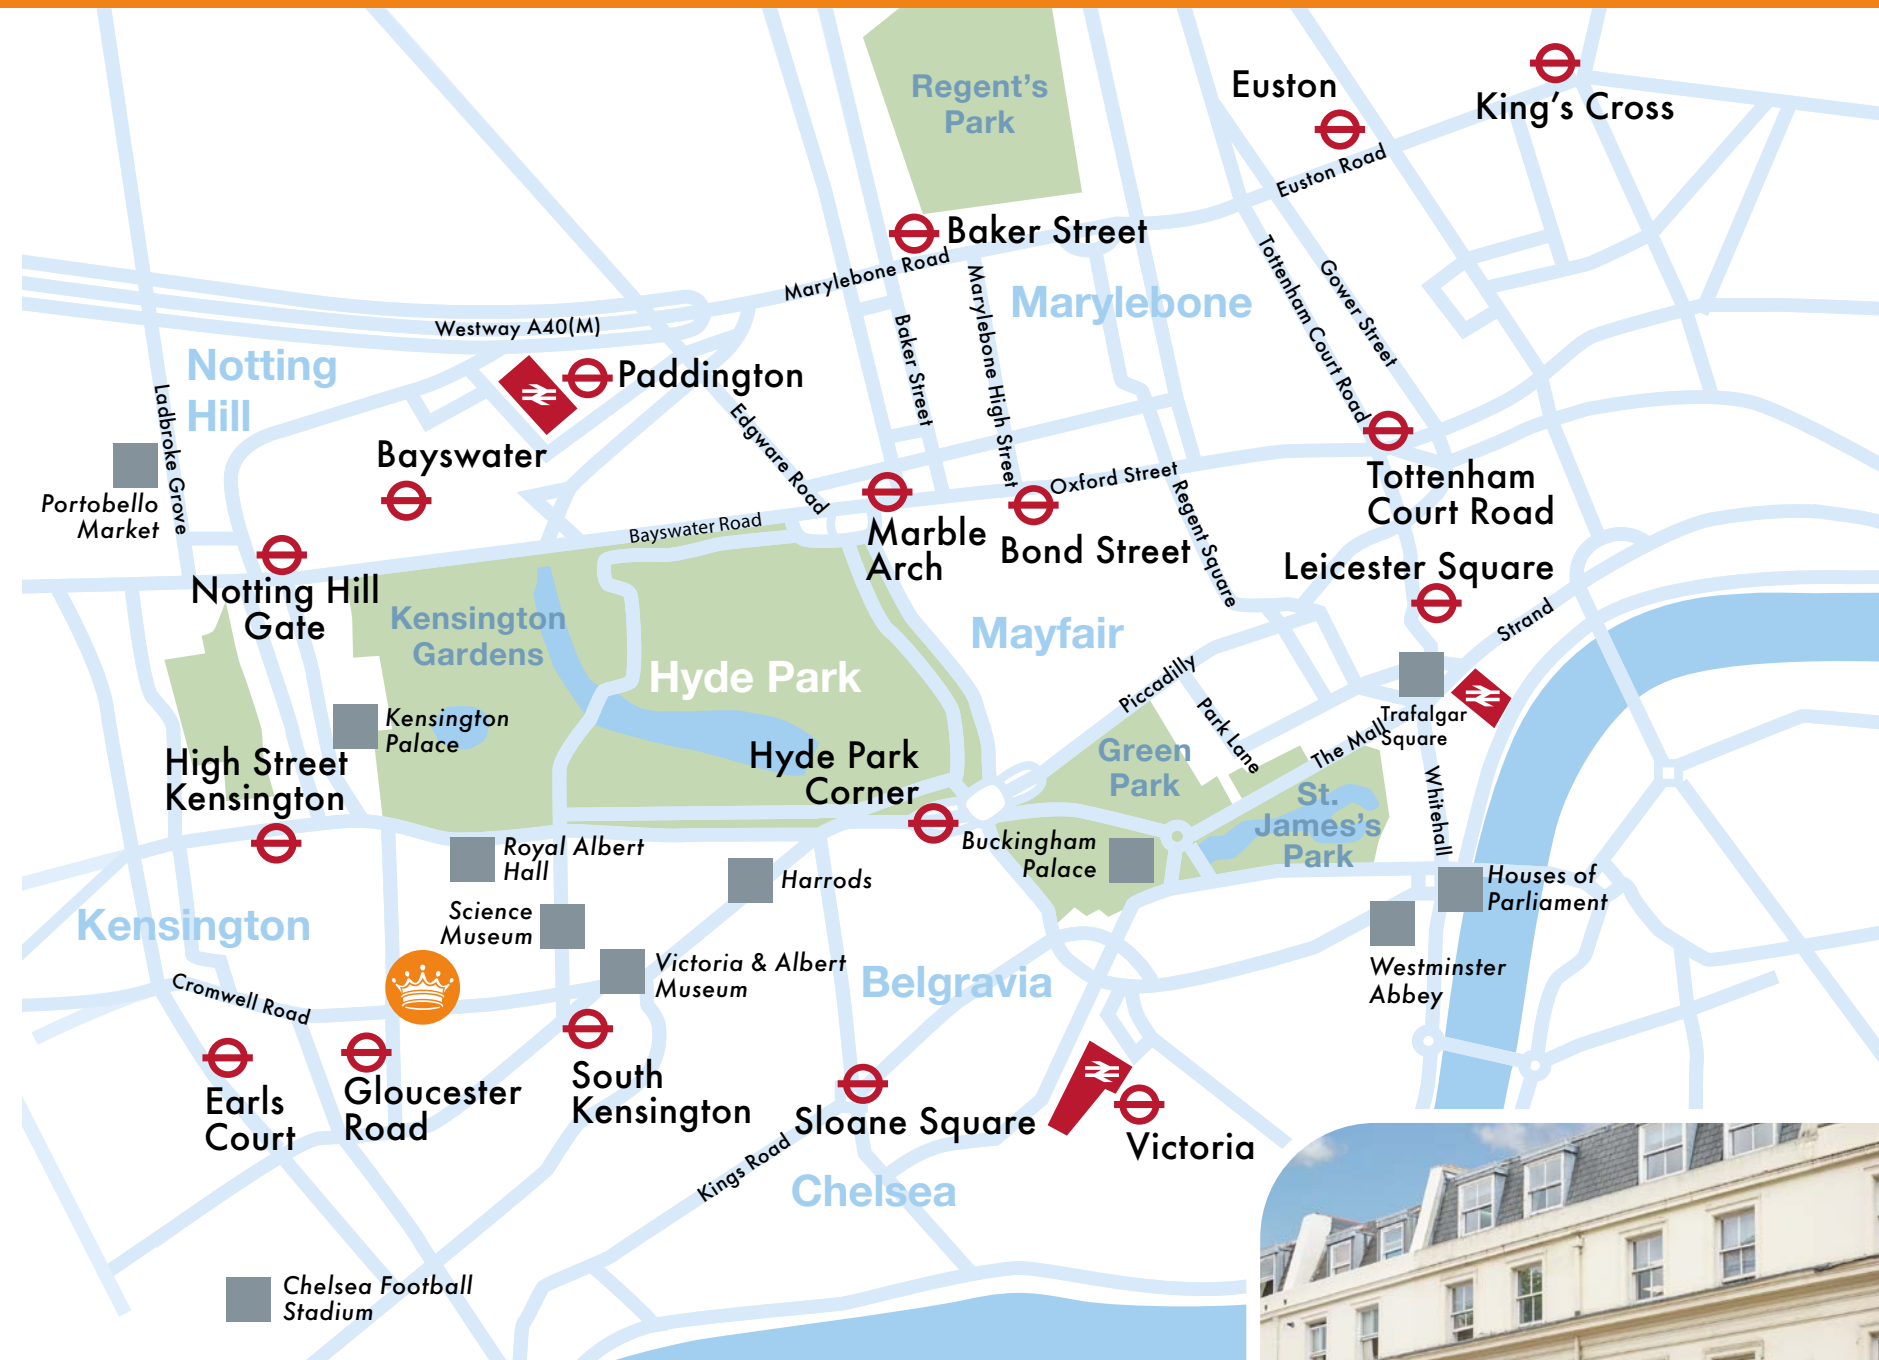 Regent's
Park
Euston
King's Cross
Euston Road
Baker Street
Marylebone Road
Marylebone High Street
Marylebone
Tottenham Court Road
Gower Street
Westway A40(M)
Baker Street
Notting
Hill
Paddington
Ladbroke Grove
Edgware Road
Bayswater
Portobello
Market
Oxford Street
Regent Square
Tottenham
Court Road
Bayswater Road
Marble
Arch
Bond Street
Leicester Square
Notting Hill
Gate
Kensington
Gardens
Mayfair
Strand
Hyde Park
Piccadilly
Park Lane
Kensington
Palace
The Mall
Trafalgar
Square
High Street
Kensington
Hyde Park
Corner
Green
Park
St.
James's
Park
Whitehall
Royal Albert
Hall
Buckingham
Palace
Harrods
Houses of
Parliament
Kensington
Science
Museum
Victoria & Albert
Museum
Belgravia
Westminster
Abbey
Cromwell Road
Earls
Court
Gloucester
Road
South
Kensington
Sloane Square
Victoria
Kings Road
Chelsea
Chelsea Football
Stadium